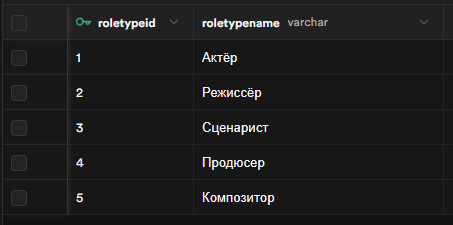 roletypeid roletypename varchar
1 Актёр
2 Режиссёр
3 Сценарист
4 Продюсер
5 Композитор